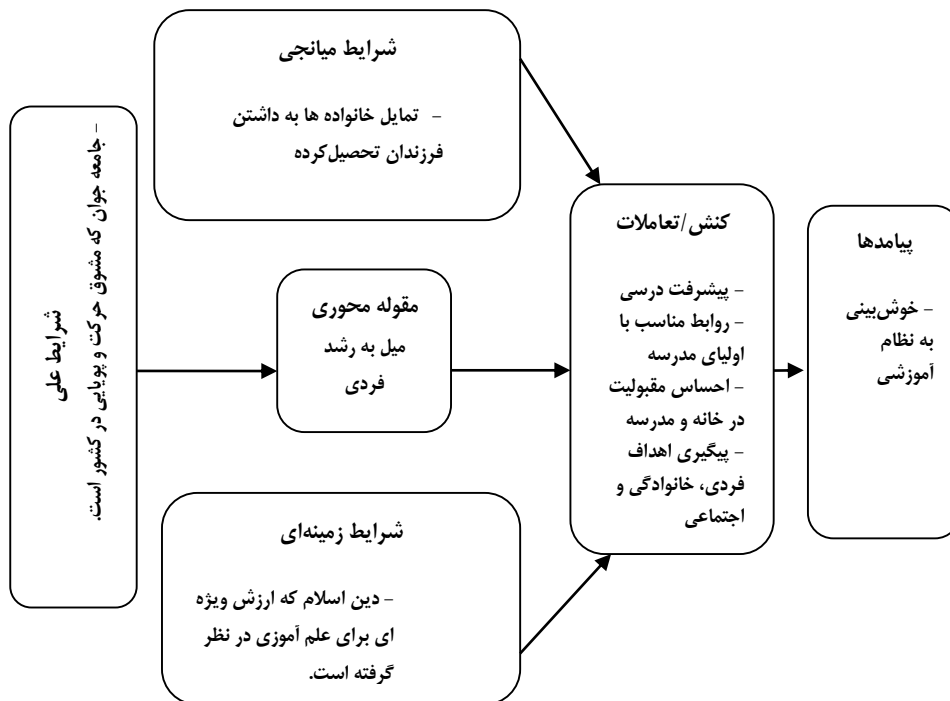 شرایط میانجی
- تمایل خانواده ها به داشتن
فرزندان تحصیل‌کرده
شرایط علی
- جامعه جوان که مشوق حرکت و پویایی در کشور است.
مقوله محوری
میل به رشد
فردی
شرایط زمینه‌ای
- دین اسلام که ارزش ویژه
ای برای علم آموزی در نظر
گرفته است.
کنش/تعاملات
- پیشرفت درسی
- روابط مناسب با
اولیای مدرسه
- احساس مقبولیت
در خانه و مدرسه
- پیگیری اهداف
فردی، خانوادگی و
اجتماعی
پیامدها
- خوش‌بینی
به نظام
آموزشی